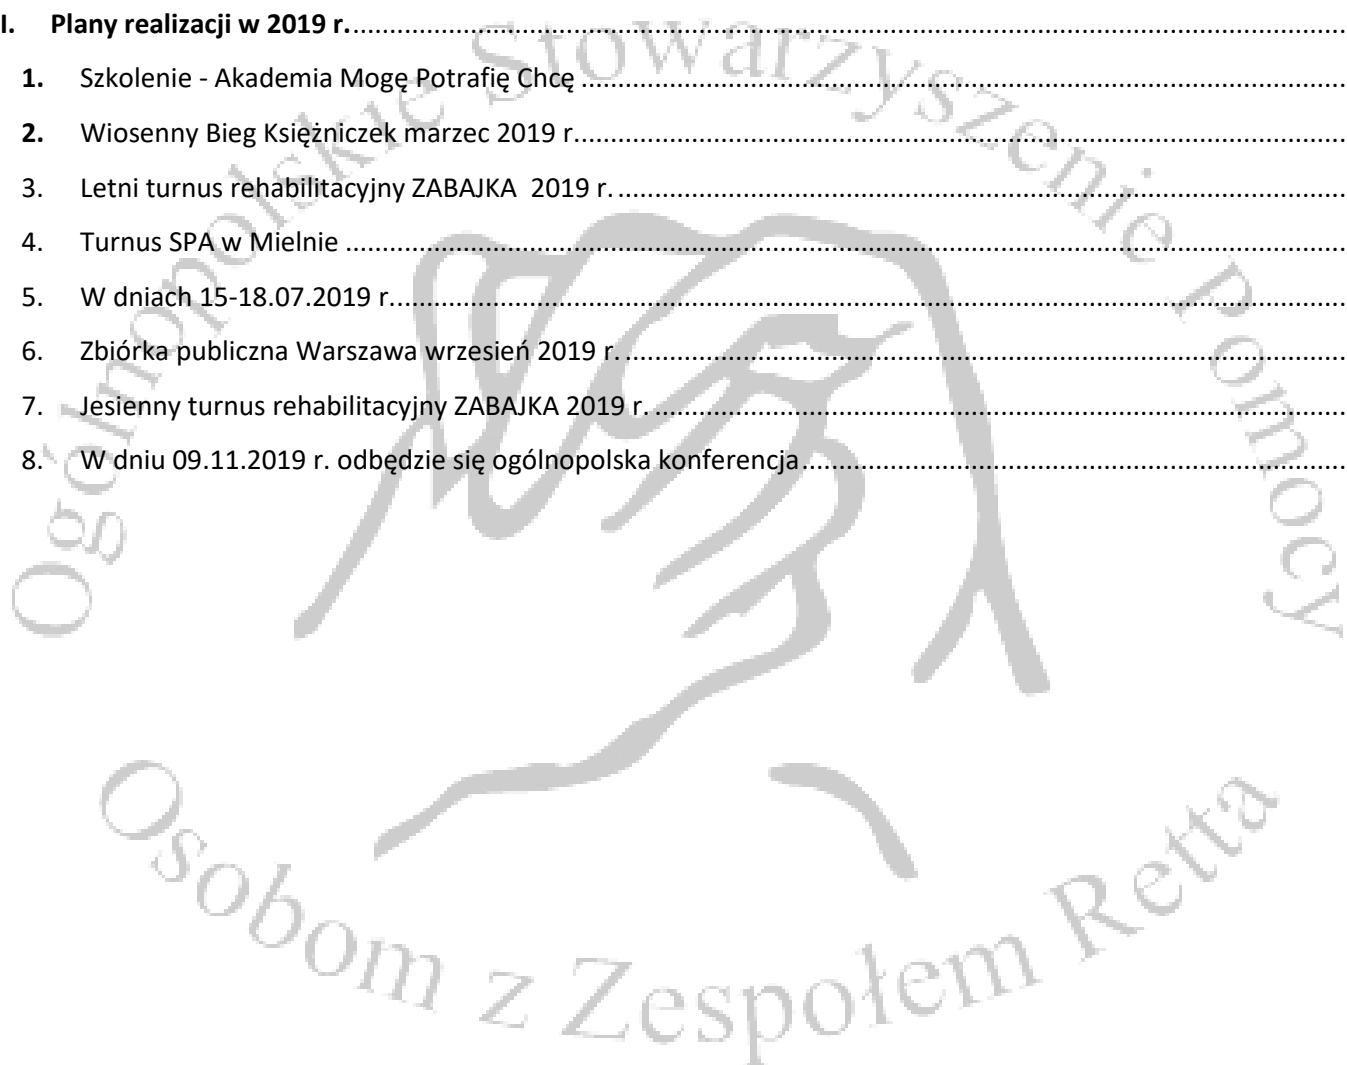 I. Plany realizacji w 2019 r.
1. Szkolenie - Akademia Mogę Potrafię Chcę
2. Wiosenny Bieg Księżniczek marzec 2019 r.
3. Letni turnus rehabilitacyjny ZABAJKA 2019 r.
4. Turnus SPA w Mielnie
5. W dniach 15-18.07.2019 r.
6. Zbiórka publiczna Warszawa wrzesień 2019 r.
7. Jesienny turnus rehabilitacyjny ZABAJKA 2019 r.
8. W dniu 09.11.2019 r. odbędzie się ogólnopolska konferencja
Ogólnopolskie Stowarzyszenie Pomocy
Osobom z Zespołem Retta